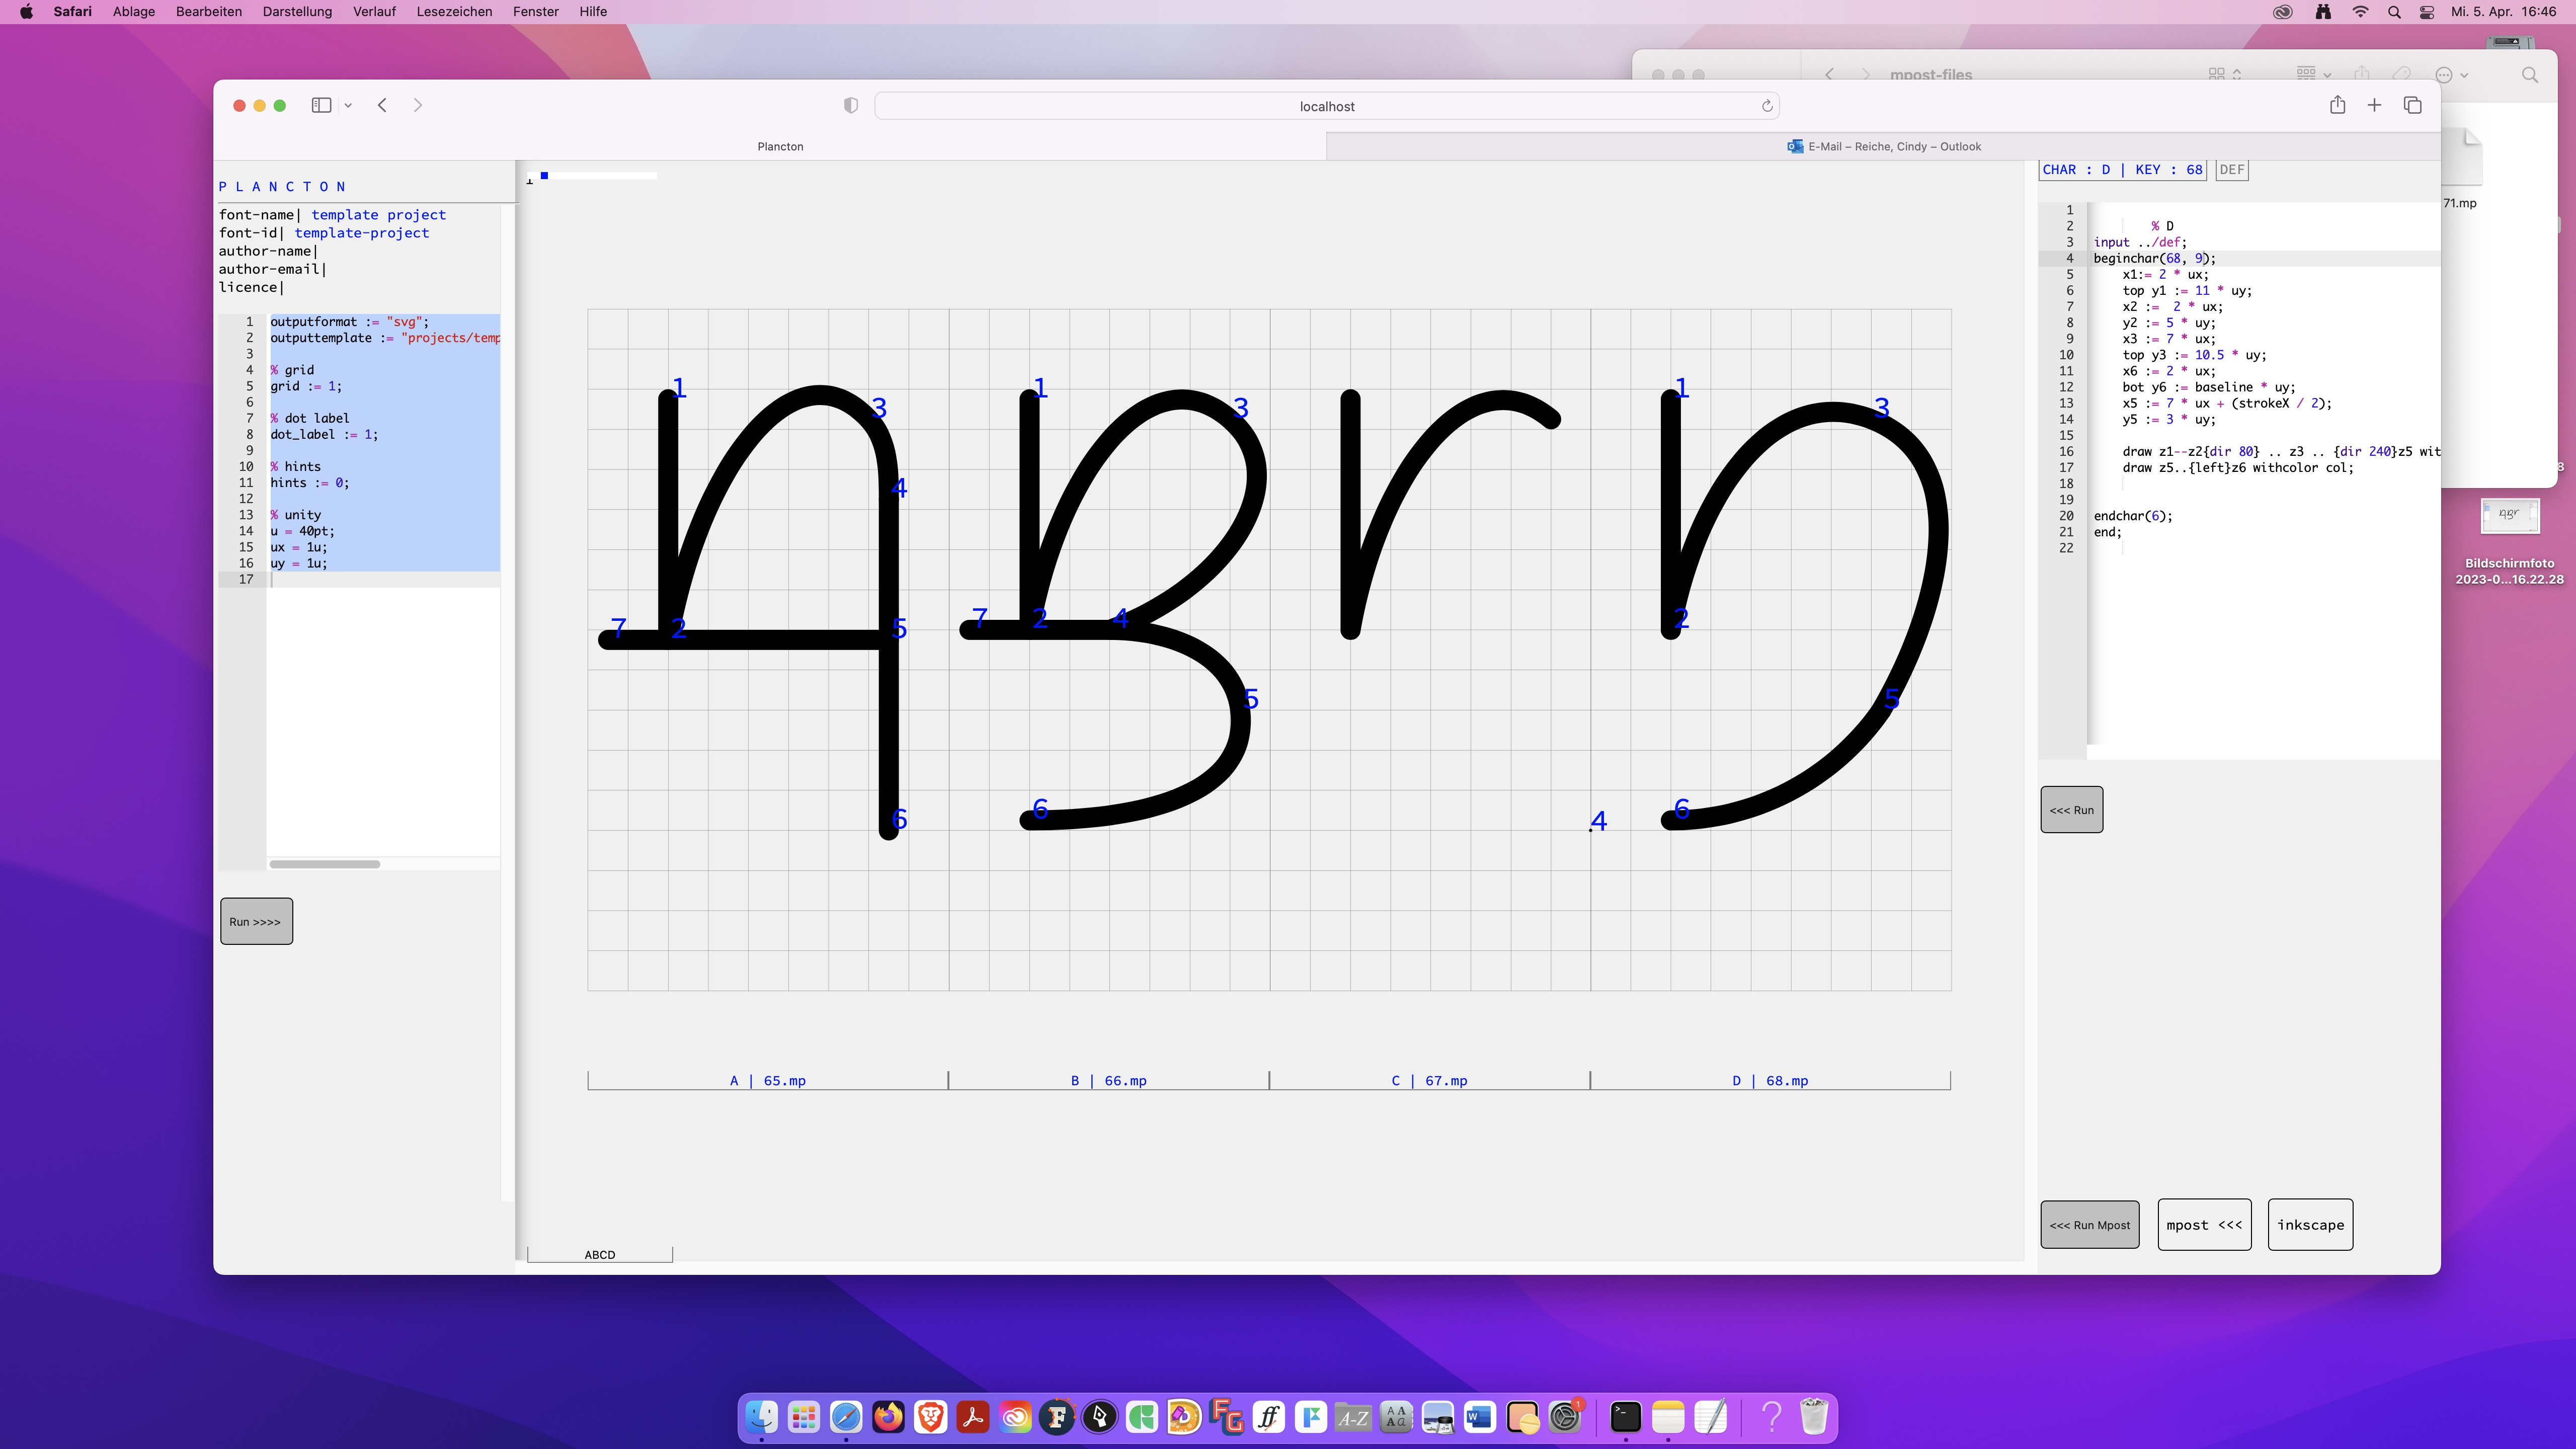 Safari Ablage Bearbeiten Darstellung Verlauf Lesezeichen Fenster Hilfe
Mi. 5. Apr. 16:46
mpost-files
localhost
Plancton
E-Mail – Reiche, Cindy – Outlook
PLANCTON
font-name| template project
font-id| template-project
author-name|
author-email|
licence|
1 outputformat := "svg";
2 outputtemplate := "projects/temp
3
4 % grid
5 grid := 1;
6
7 % dot label
8 dot_label := 1;
9
10 % hints
11 hints := 0;
12
13 % unity
14 u = 40pt;
15 ux = 1u;
16 uy = 1u;
17
Run >>>>
1
1 3 4 7 2 5 6
1 3 7 2 4 5 6
1 3 2 5 4 6
A | 65.mp
B | 66.mp
C | 67.mp
D | 68.mp
ABCD
CHAR : D | KEY : 68
DEF
1
2 % D
3 input ../def;
4 beginchar(68, 9);
5 x1:= 2 * ux;
6 top y1 := 11 * uy;
7 x2 := 2 * ux;
8 y2 := 5 * uy;
9 x3 := 7 * ux;
10 top y3 := 10.5 * uy;
11 x6 := 2 * ux;
12 bot y6 := baseline * uy;
13 x5 := 7 * ux + (strokeX / 2);
14 y5 := 3 * uy;
15
16 draw z1--z2{dir 80} .. z3 .. {dir 240}z5 wit
17 draw z5..{left}z6 withcolor col;
18
19
20 endchar(6);
21 end;
22
<<< Run
<<< Run Mpost
mpost <<<
inkscape
71.mp
Bildschirmfoto
2023-0...16.22.28
A-Z